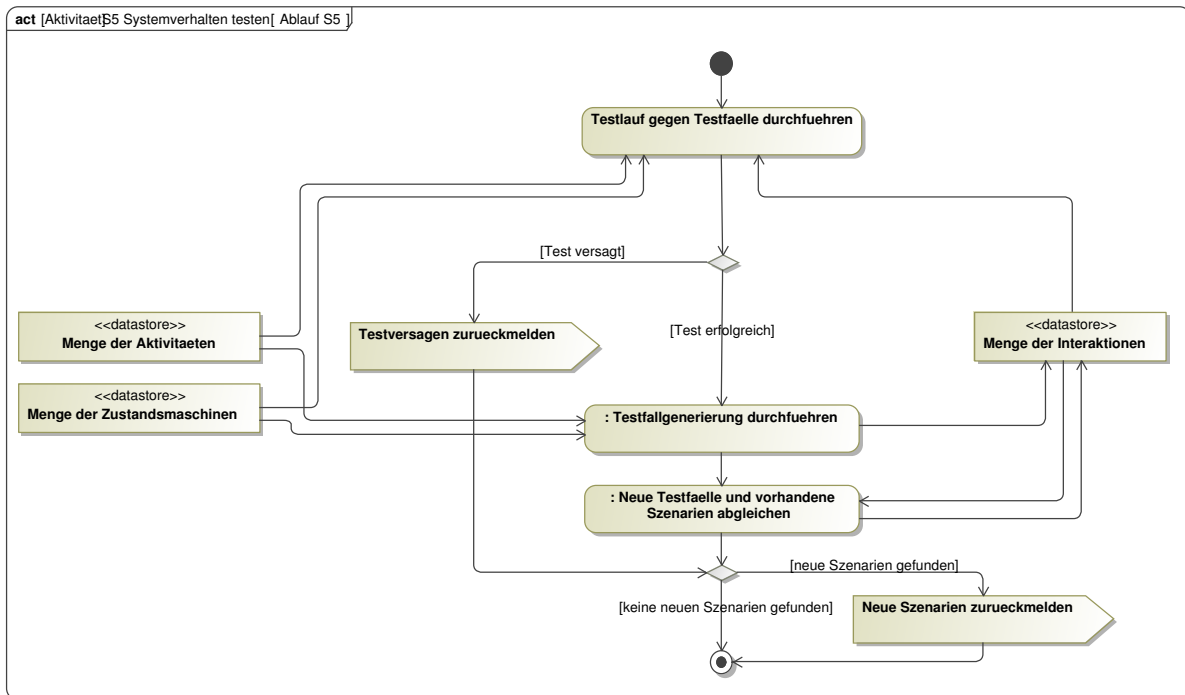 act [Aktivitaet] S5 Systemverhalten testen[ Ablauf S5 ]
Testlauf gegen Testfaelle durchfuehren
[Test versagt]
<<datastore>>
Menge der Aktivitaeten
Testversagen zurueckmelden
[Test erfolgreich]
<<datastore>>
Menge der Interaktionen
<<datastore>>
Menge der Zustandsmaschinen
: Testfallgenerierung durchfuehren
: Neue Testfaelle und vorhandene
Szenarien abgleichen
[neue Szenarien gefunden]
[keine neuen Szenarien gefunden]
Neue Szenarien zurueckmelden